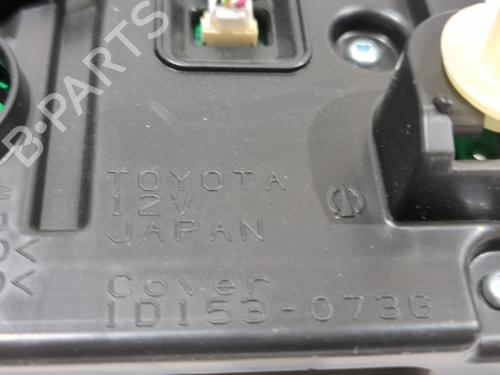 B-PARTS
TOYOTA
12V
JAPAN
Cover
1D153-073G